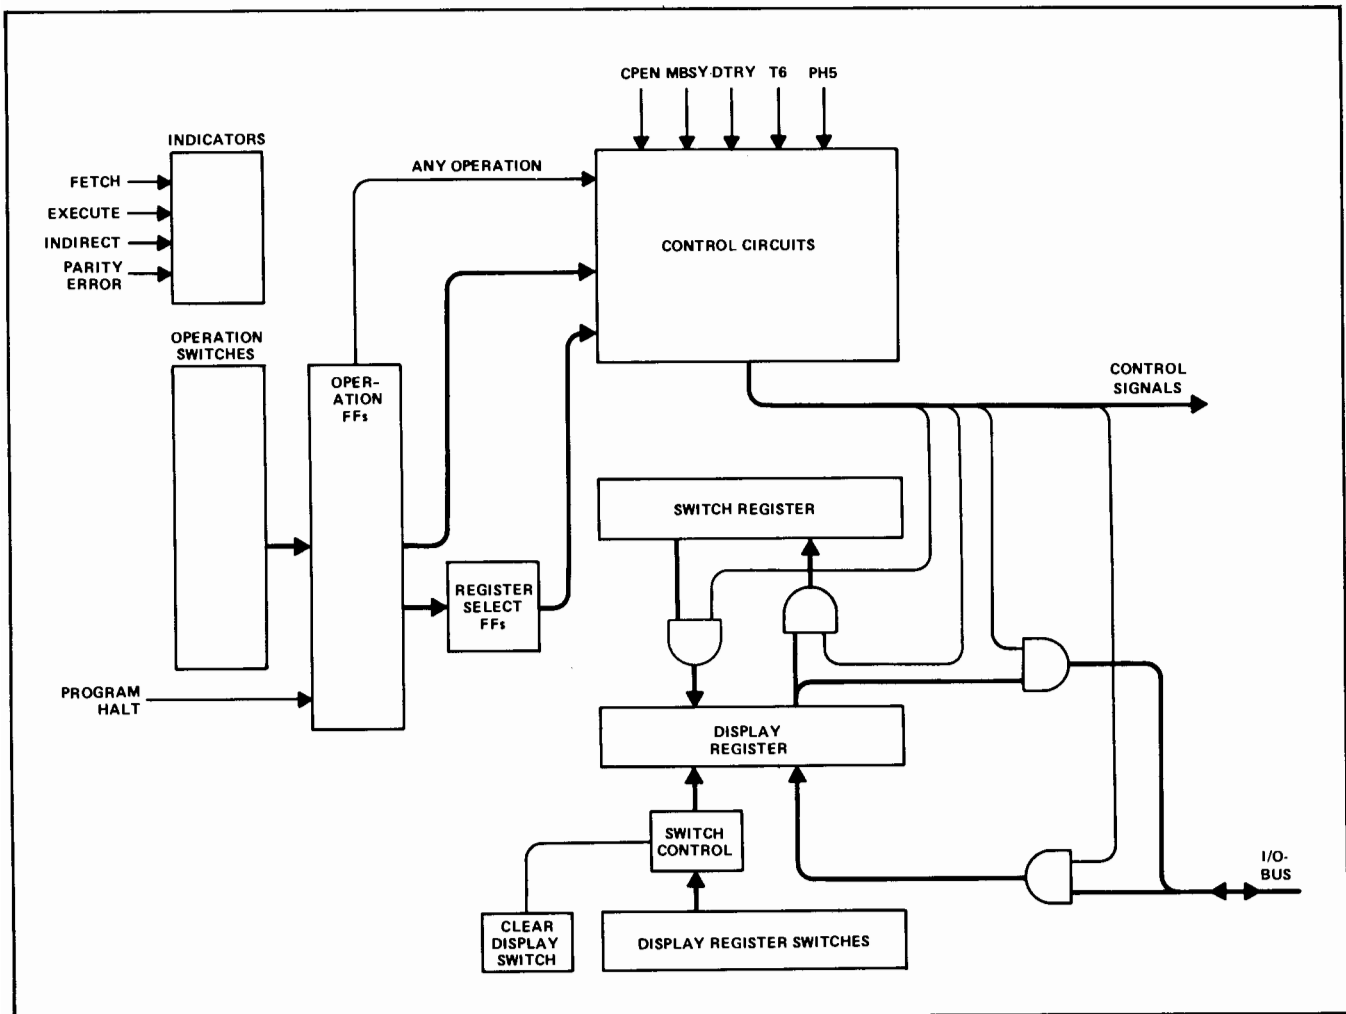 CPEN MBSY DTRY T6 PH5
INDICATORS
FETCH
EXECUTE
INDIRECT
PARITY
ERROR
ANY OPERATION
CONTROL CIRCUITS
OPERATION
SWITCHES
OPER-
ATION
FFs
CONTROL
SIGNALS
SWITCH REGISTER
REGISTER
SELECT
FFs
PROGRAM
HALT
DISPLAY
REGISTER
SWITCH
CONTROL
I/O-
BUS
CLEAR
DISPLAY
SWITCH
DISPLAY REGISTER SWITCHES